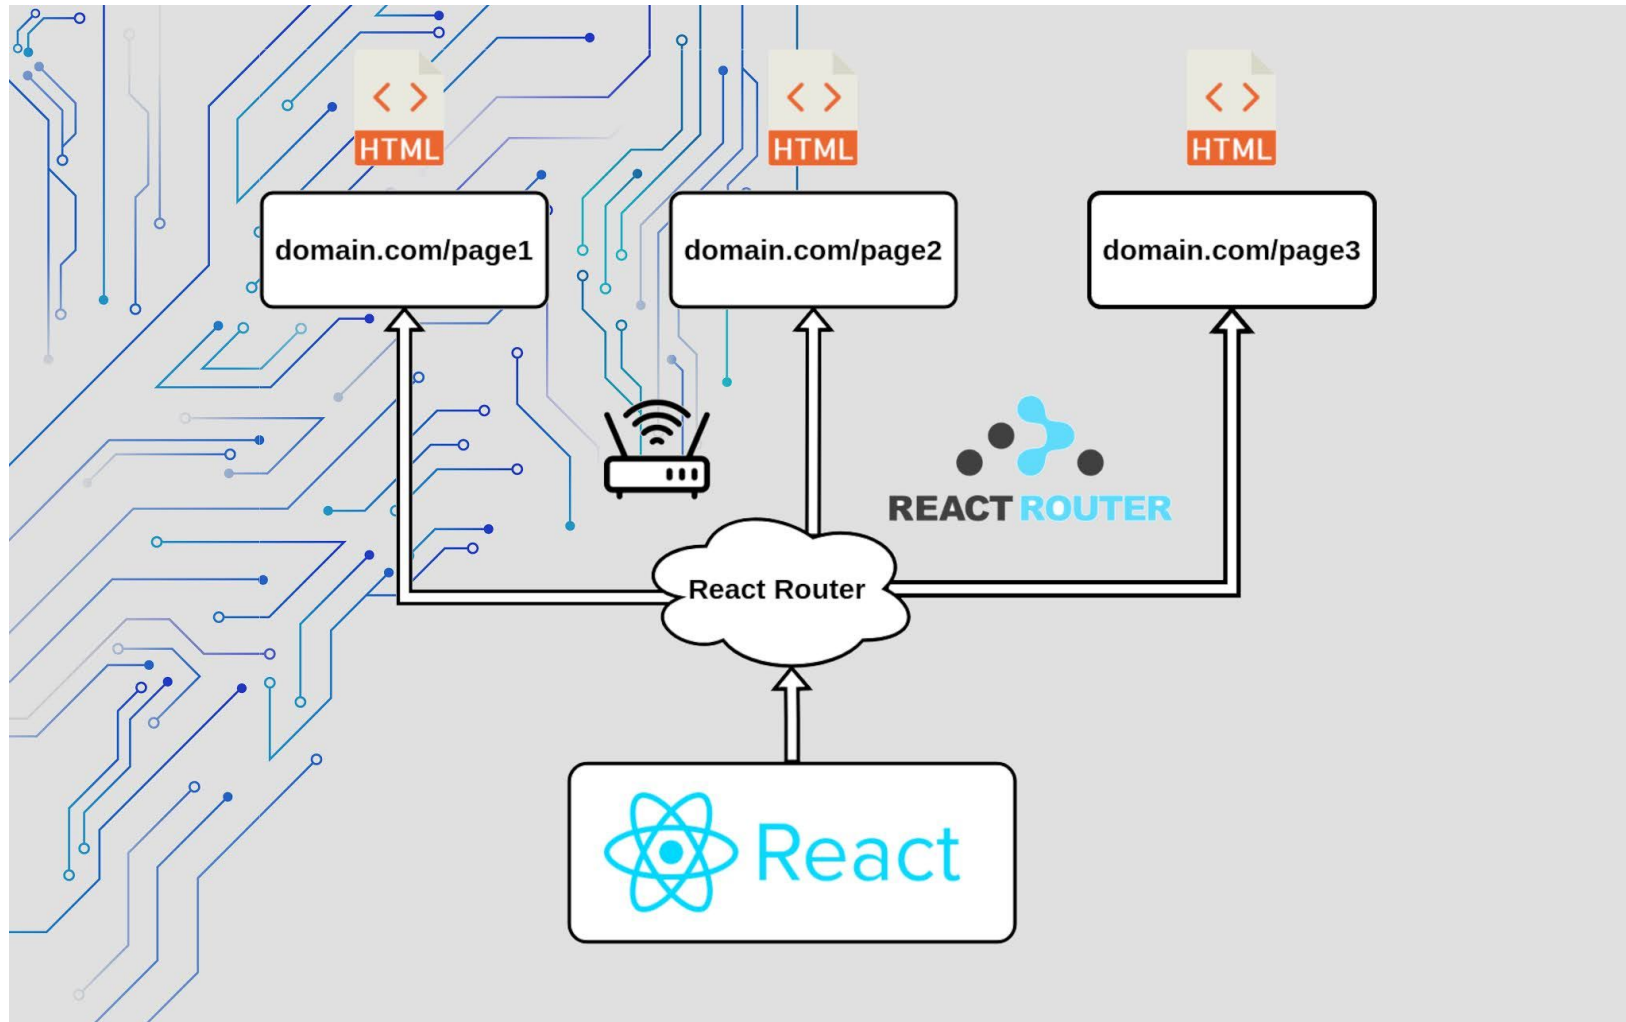 HTML
HTML
HTML
domain.com/page1
domain.com/page2
domain.com/page3
REACT ROUTER
React Router
React